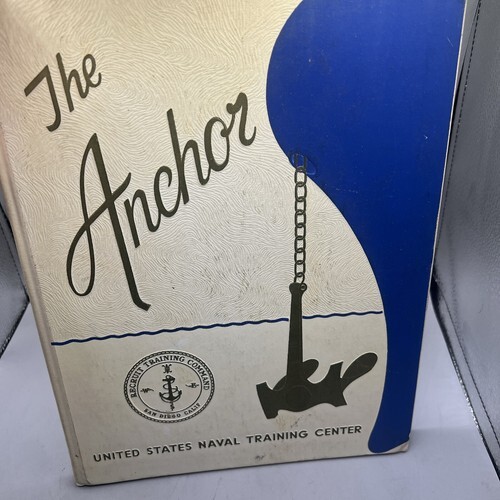 The
Anchor
RECRUIT TRAINING COMMAND
SAN DIEGO CALIF
UNITED STATES NAVAL TRAINING CENTER